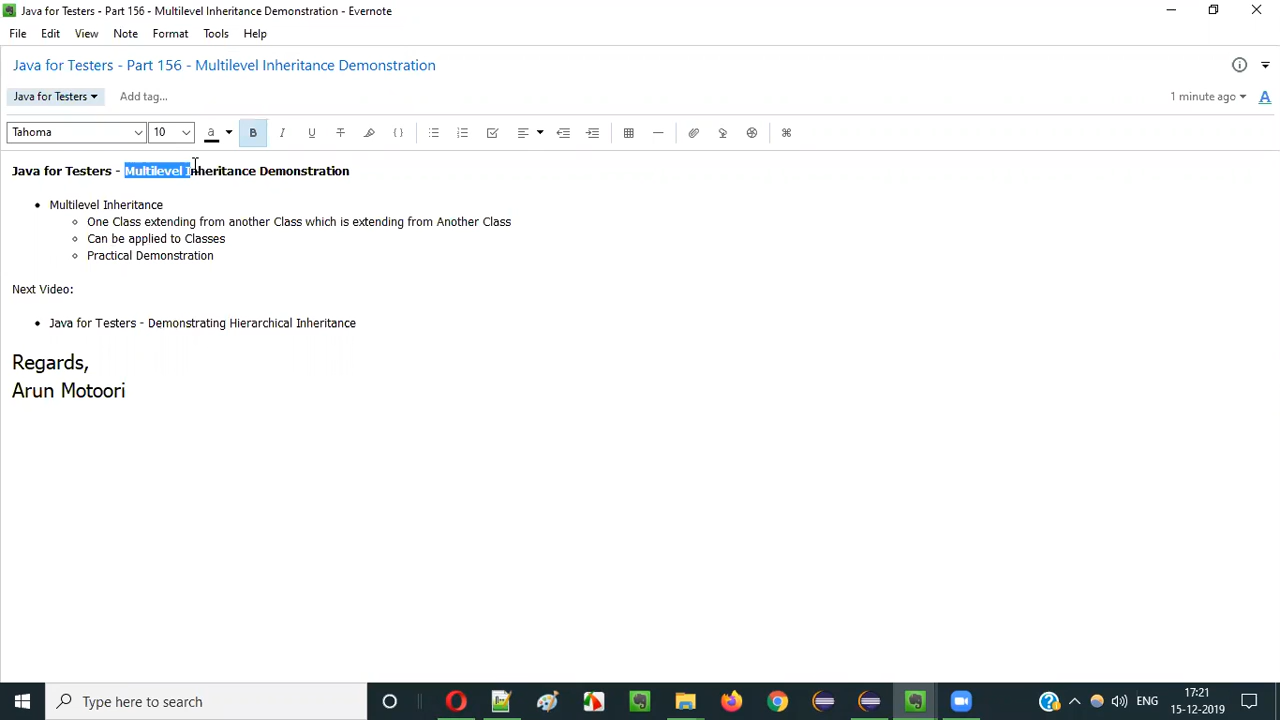 Java for Testers - Part 156 - Multilevel Inheritance Demonstration - Evernote
File Edit View Note Format Tools Help
Java for Testers - Part 156 - Multilevel Inheritance Demonstration
Java for Testers Add tag... 1 minute ago A
Tahoma 10 a B I U T { }
Java for Testers - Multilevel Inheritance Demonstration
Multilevel Inheritance
One Class extending from another Class which is extending from Another Class
Can be applied to Classes
Practical Demonstration
Next Video:
Java for Testers - Demonstrating Hierarchical Inheritance
Regards,
Arun Motoori
Type here to search ENG 17:21
15-12-2019